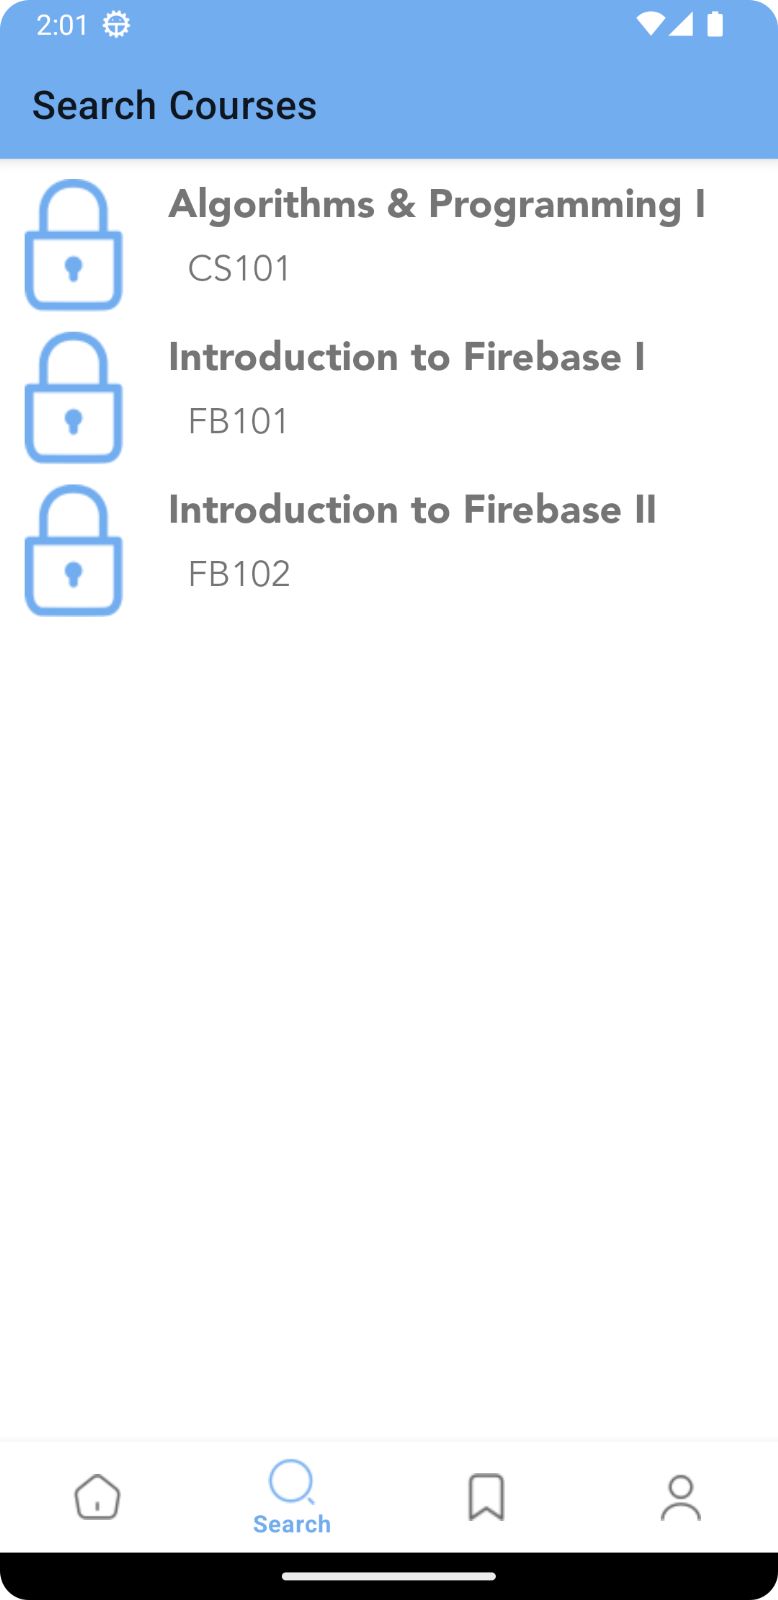 2:01
Search Courses
Algorithms & Programming I
CS101
Introduction to Firebase I
FB101
Introduction to Firebase II
FB102
Search